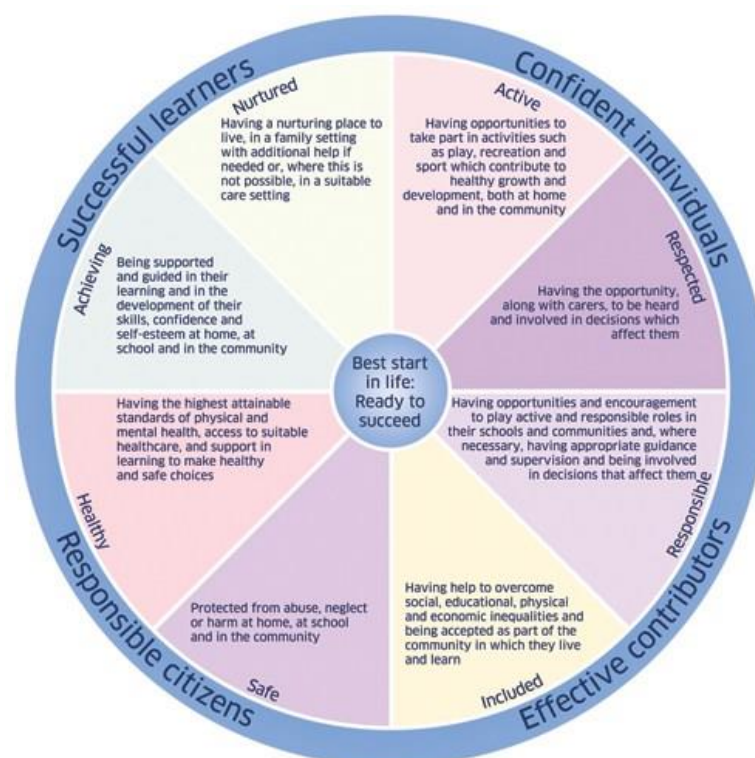 Successful learners
Confident individuals
Nurtured
Having a nurturing place to
live, in a family setting
with additional help if
needed or, where this is
not possible, in a suitable
care setting
Active
Having opportunities to
take part in activities such
as play, recreation and
sport which contribute to
healthy growth and
development, both at home
and in the community
Achieving
Being supported
and guided in their
learning and in the
development of their
skills, confidence and
self-esteem at home, at
school and in the community
Respected
Having the opportunity,
along with carers, to be heard
and involved in decisions which
affect them
Best start
in life:
Ready to
succeed
Healthy
Having the highest attainable
standards of physical and
mental health, access to suitable
healthcare, and support in
learning to make healthy
and safe choices
Responsible
Having opportunities and encouragement
to play active and responsible roles in
their schools and communities and, where
necessary, having appropriate guidance
and supervision and being involved
in decisions that affect them
Safe
Protected from abuse, neglect
or harm at home, at school
and in the community
Included
Having help to overcome
social, educational, physical
and economic inequalities and
being accepted as part of the
community in which they live
and learn
Responsible citizens
Effective contributors